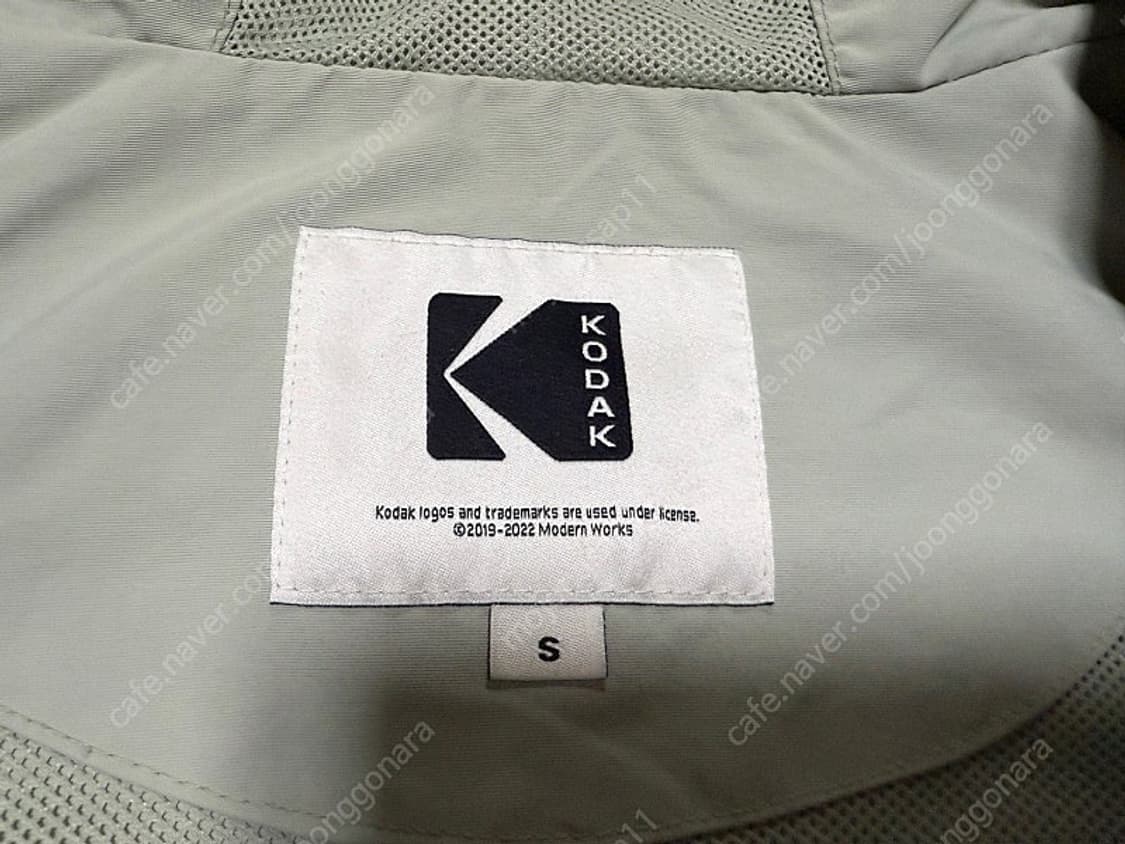 KODAK
Kodak logos and trademarks are used under license.
©2019-2022 Modern Works
S
cafe.naver.com/joonggonara
cafe.naver.com/joonggonara
cafe.naver.com/joonggonara
cafe.naver.com/joonggonara